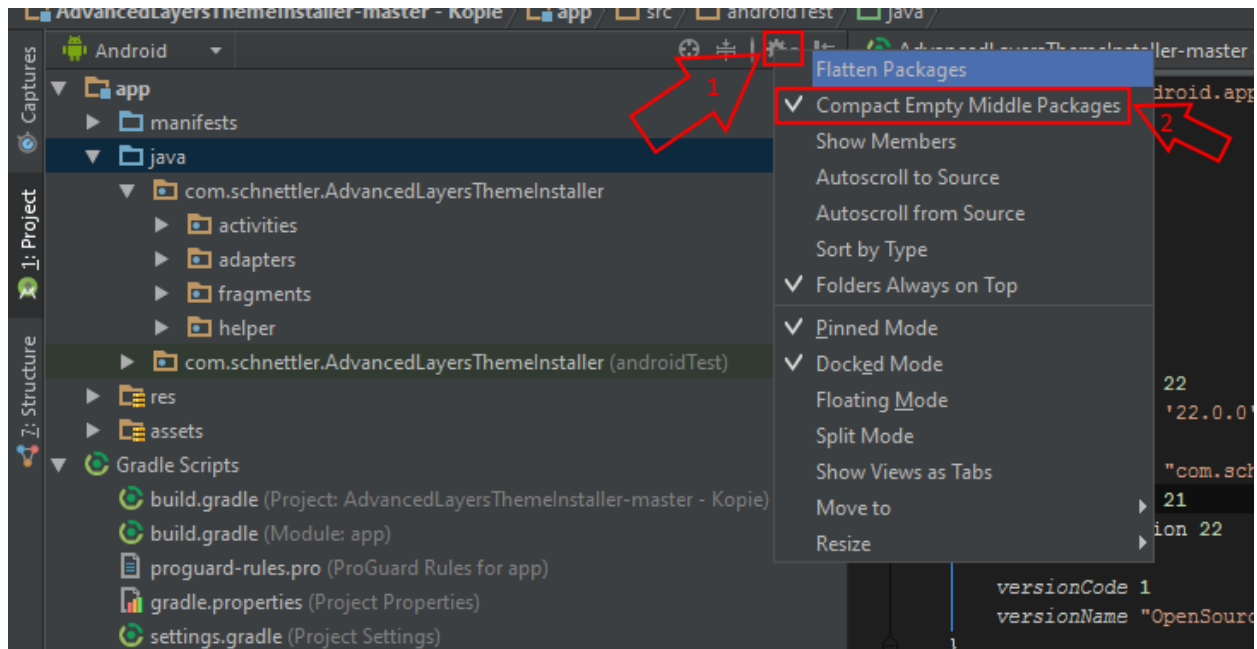 AdvancedLayersThemeInstaller-master - Kopie app src androidTest java
Captures
1: Project
7: Structure
Android
app
manifests
java
com.schnettler.AdvancedLayersThemeInstaller
activities
adapters
fragments
helper
com.schnettler.AdvancedLayersThemeInstaller (androidTest)
res
assets
Gradle Scripts
build.gradle (Project: AdvancedLayersThemeInstaller-master - Kopie)
build.gradle (Module: app)
proguard-rules.pro (ProGuard Rules for app)
gradle.properties (Project Properties)
settings.gradle (Project Settings)
1
Flatten Packages
Compact Empty Middle Packages
2
Show Members
Autoscroll to Source
Autoscroll from Source
Sort by Type
Folders Always on Top
Pinned Mode
Docked Mode
Floating Mode
Split Mode
Show Views as Tabs
Move to
Resize
ler-master
droid.app
22
'22.0.0'
"com.sch
21
ion 22
versionCode 1
versionName "OpenSourc
}